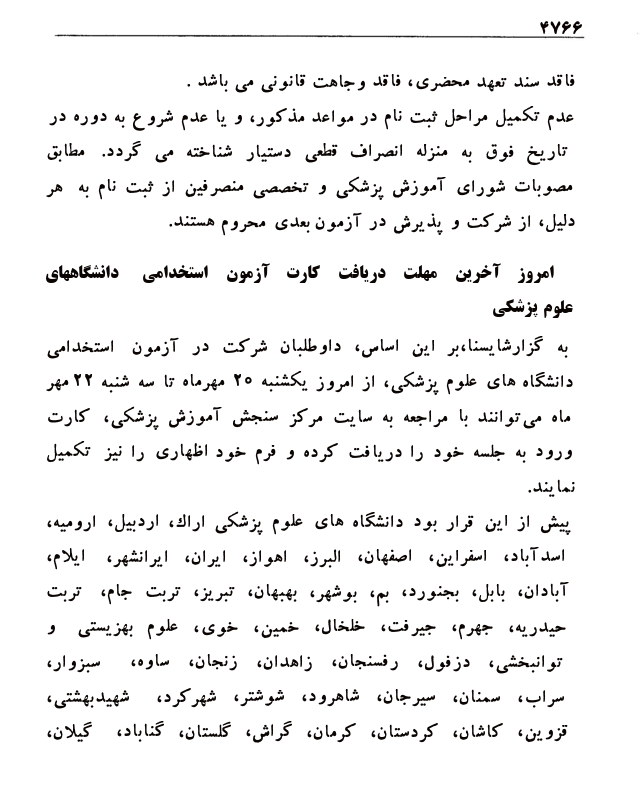 ۴۷۶۶
فاقد سند تعهد محضری، فاقد وجاهت قانونی می باشد .
عدم تکمیل مراحل ثبت نام در مواعد مذکور، و یا عدم شروع به دوره در
تاریخ فوق به منزله انصراف قطعی دستیار شناخته می گردد. مطابق
مصوبات شورای آموزش پزشکی و تخصصی منصرفین از ثبت نام به هر
دلیل، از شرکت و پذیرش در آزمون بعدی محروم هستند.
امروز آخرین مهلت دریافت کارت آزمون استخدامی دانشگاههای
علوم پزشکی
به گزارشایسنا،بر این اساس، داوطلبان شرکت در آزمون استخدامی
دانشگاه های علوم پزشکی، از امروز یکشنبه ۲۰ مهرماه تا سه شنبه ۲۲ مهر
ماه می‌توانند با مراجعه به سایت مرکز سنجش آموزش پزشکی، کارت
ورود به جلسه خود را دریافت کرده و فرم خود اظهاری را نیز تکمیل
نمایند.
پیش از این قرار بود دانشگاه های علوم پزشکی اراك، اردبیل، ارومیه،
اسدآباد، اسفراین، اصفهان، البرز، اهواز، ایران، ایرانشهر، ایلام،
آبادان، بابل، بجنورد، بم، بوشهر، بهبهان، تبریز، تربت جام، تربت
حیدریه، جهرم، جیرفت، خلخال، خمین، خوی، علوم بهزیستی و
توانبخشی، دزفول، رفسنجان، زاهدان، زنجان، ساوه، سبزوار،
سراب، سمنان، سیرجان، شاهرود، شوشتر، شهرکرد، شهیدبهشتی،
قزوین، کاشان، کردستان، کرمان، گراش، گلستان، گناباد، گیلان،